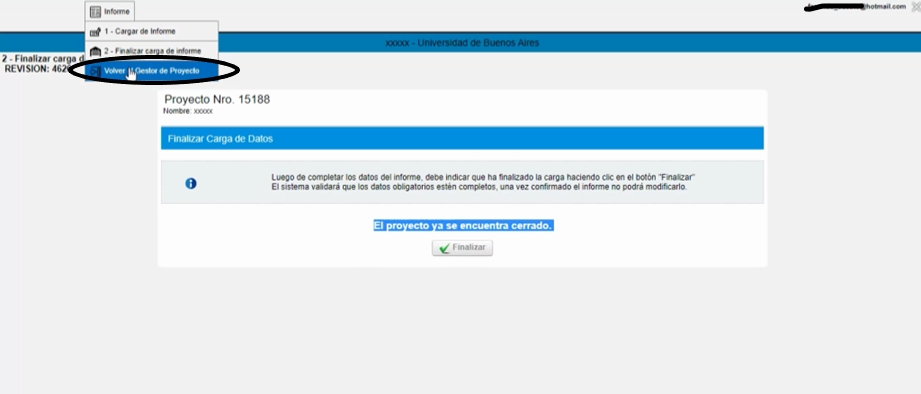 Informe
@hotmail.com
1 - Cargar de Informe
xxxxx - Universidad de Buenos Aires
2 - Finalizar carga de informe
2 - Finalizar carga d
REVISION: 462
Volver al Gestor de Proyecto
Proyecto Nro. 15188
Nombre: xxxxx
Finalizar Carga de Datos
Luego de completar los datos del informe, debe indicar que ha finalizado la carga haciendo clic en el botón "Finalizar"
El sistema validará que los datos obligatorios estén completos, una vez confirmado el informe no podrá modificarlo.
El proyecto ya se encuentra cerrado.
Finalizar